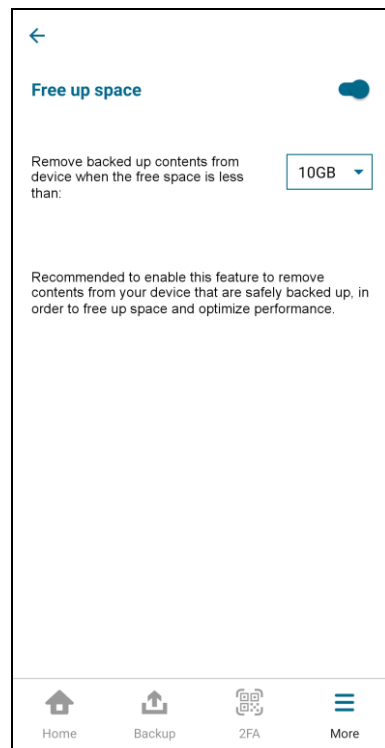 Free up space
Remove backed up contents from
device when the free space is less
than:
10GB
Recommended to enable this feature to remove
contents from your device that are safely backed up, in
order to free up space and optimize performance.
Home
Backup
2FA
More